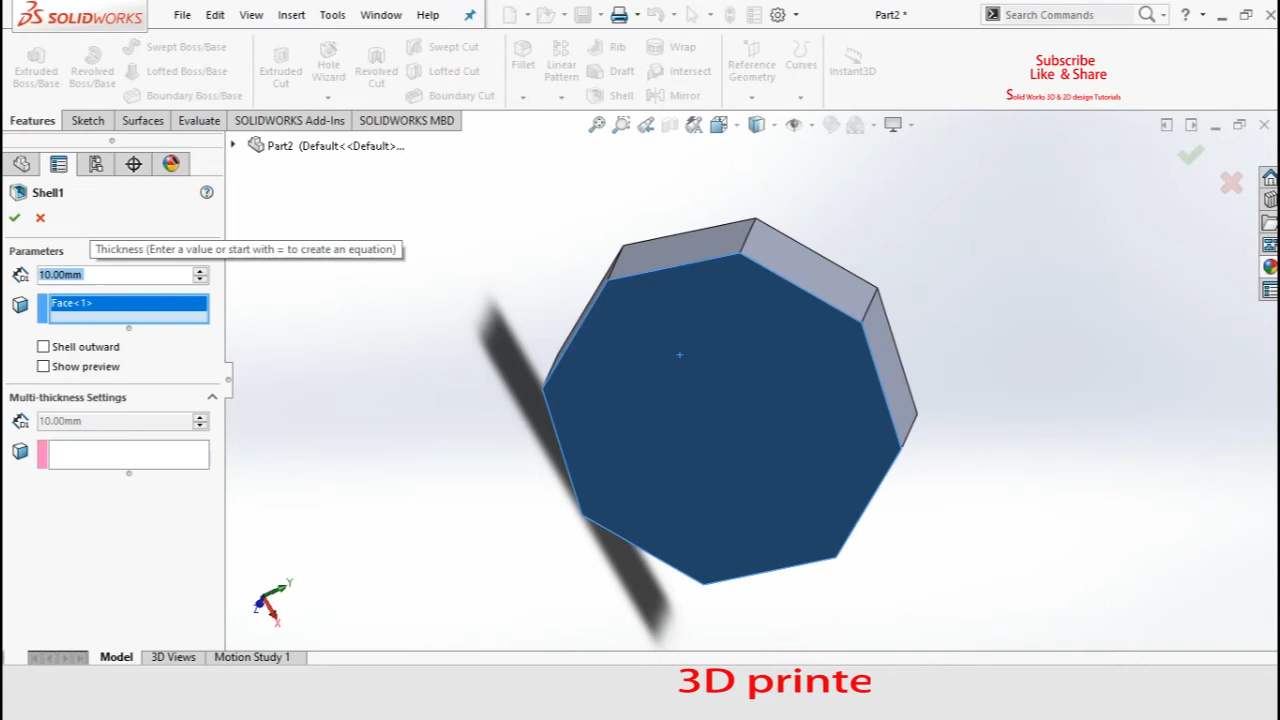 SOLIDWORKS
File Edit View Insert Tools Window Help
Part2 *
Search Commands
?
Extruded Boss/Base
Revolved Boss/Base
Swept Boss/Base
Lofted Boss/Base
Boundary Boss/Base
Extruded Cut
Hole Wizard
Revolved Cut
Swept Cut
Lofted Cut
Boundary Cut
Fillet
Linear Pattern
Rib
Draft
Shell
Wrap
Intersect
Mirror
Reference Geometry
Curves
Instant3D
Subscribe
Like & Share
Solid Works 3D & 2D design Tutorials
Features Sketch Surfaces Evaluate SOLIDWORKS Add-Ins SOLIDWORKS MBD
Part2 (Default<<Default>...
Shell1
?
Parameters
Thickness (Enter a value or start with = to create an equation)
10.00mm
Face<1>
Shell outward
Show preview
Multi-thickness Settings
10.00mm
Y
Z
X
Model 3D Views Motion Study 1
3D printe